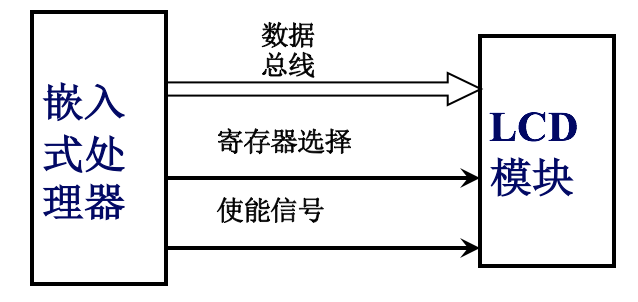 嵌入
式处
理器
数据
总线
寄存器选择
使能信号
LCD
模块